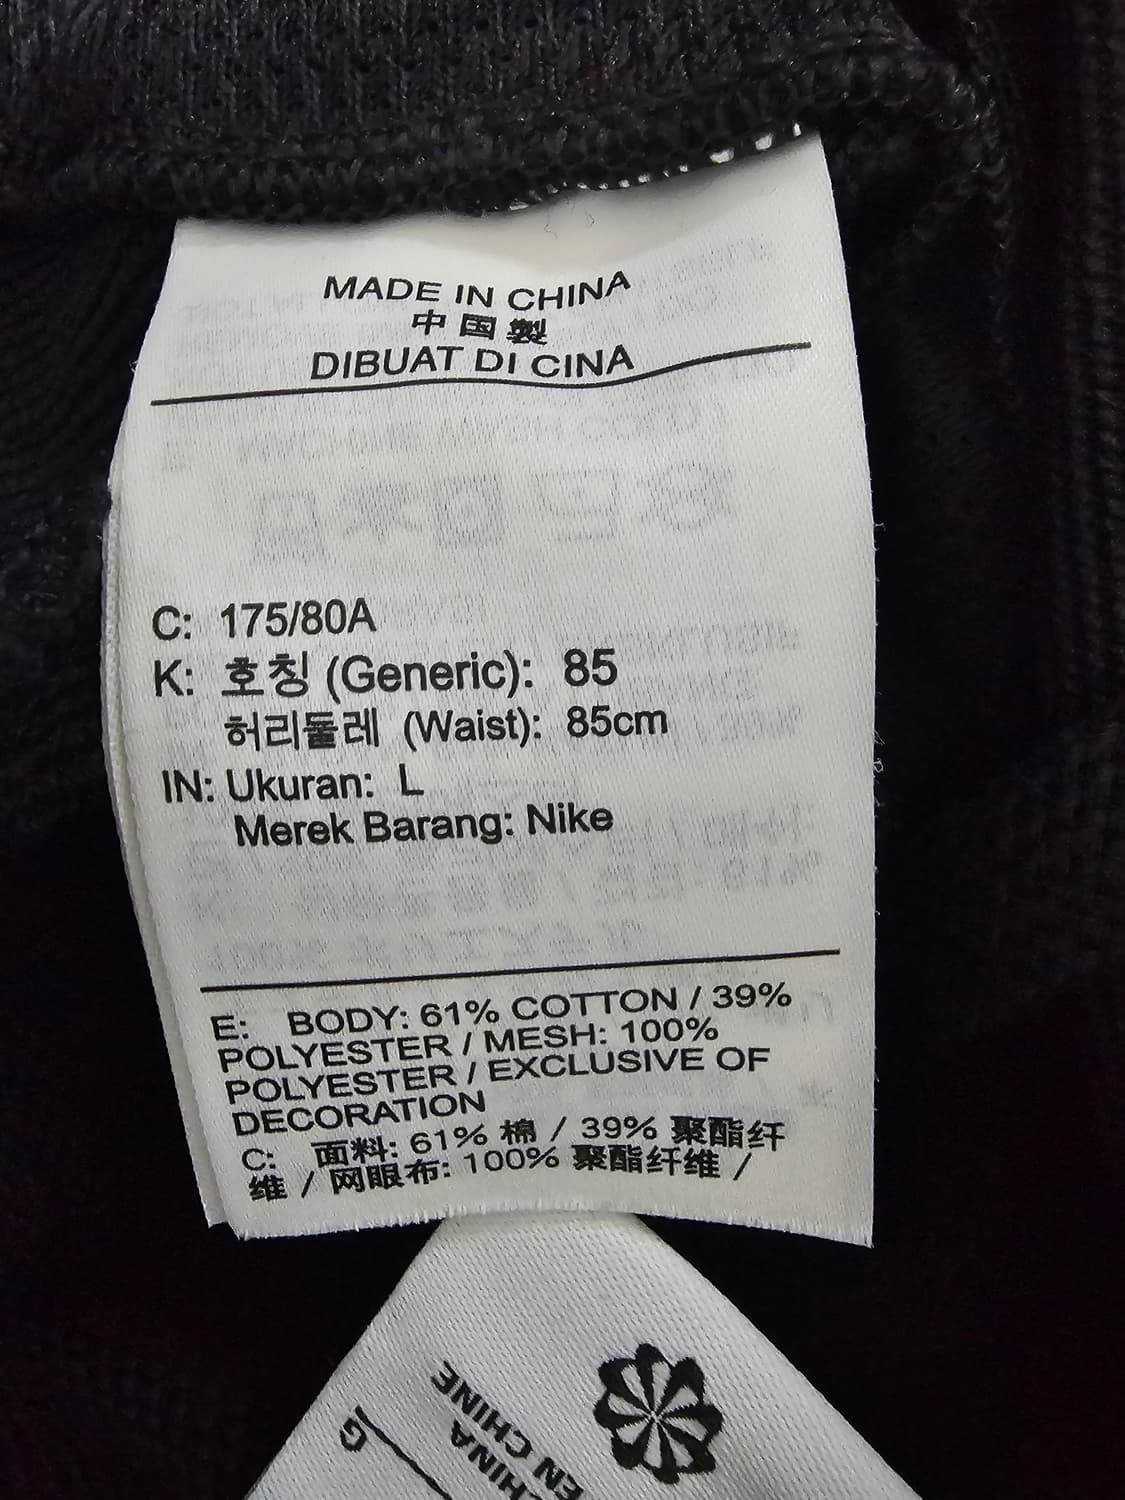 MADE IN CHINA
中国製
DIBUAT DI CINA
C: 175/80A
K: 호칭 (Generic): 85
허리둘레 (Waist): 85cm
IN: Ukuran: L
Merek Barang: Nike
E: BODY: 61% COTTON / 39%
POLYESTER / MESH: 100%
POLYESTER / EXCLUSIVE OF
DECORATION
C: 面料: 61% 棉 / 39% 聚酯纤
维 / 网眼布: 100% 聚酯纤维 /
EN CHINE